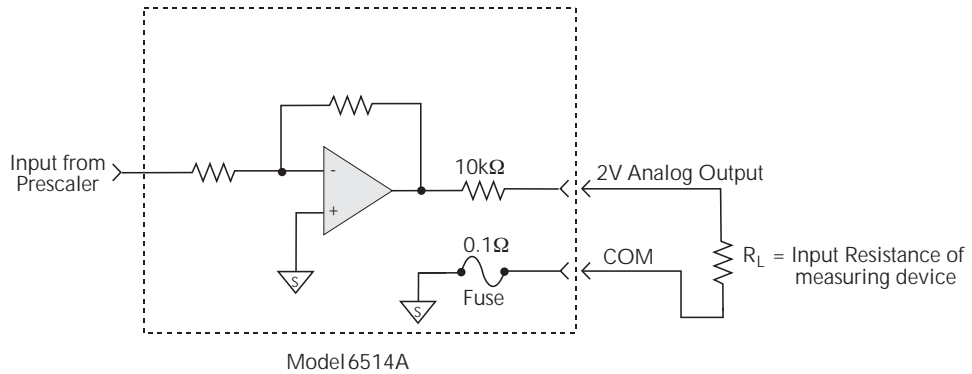 Input from
Prescaler
-
+
S
10kΩ
2V Analog Output
0.1Ω
Fuse
S
COM
R_L = Input Resistance of
measuring device
Model 6514A